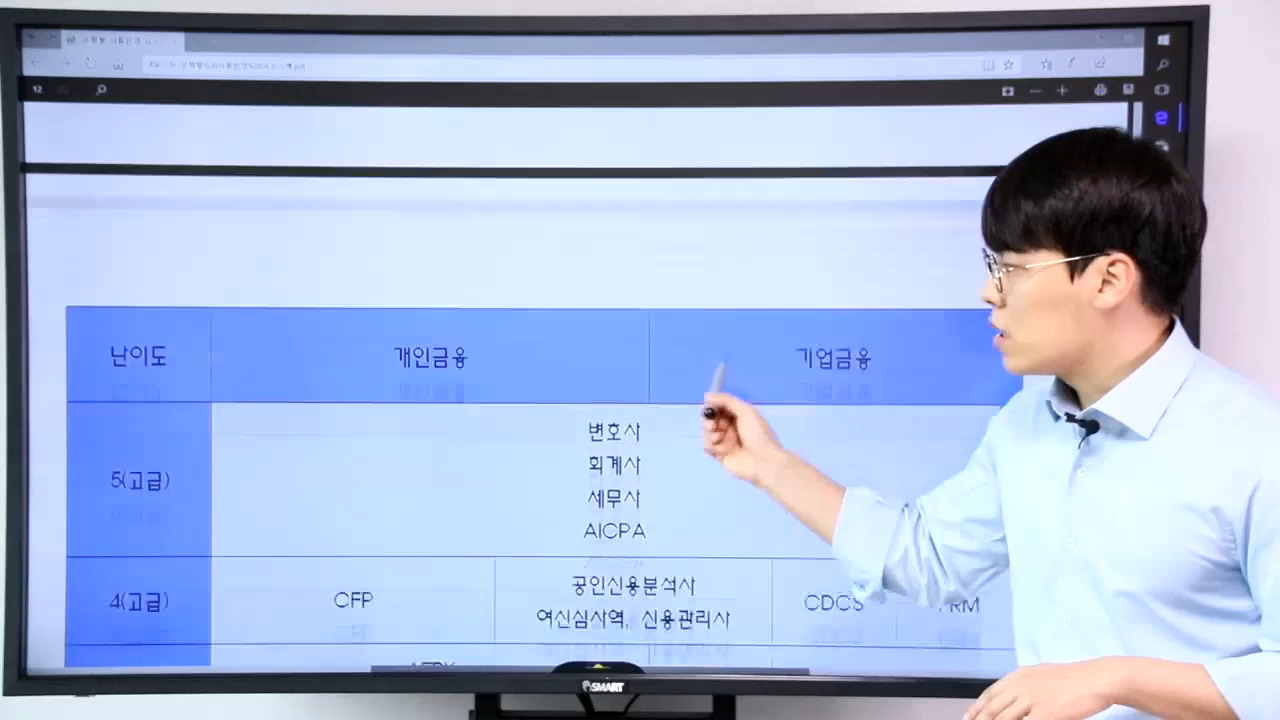 12
난이도 개인금융 기업금융
5(고급)
변호사
회계사
세무사
AICPA
4(고급)
CFP
공인신용분석사
여신심사역, 신용관리사
CDCS
FRM
SMART